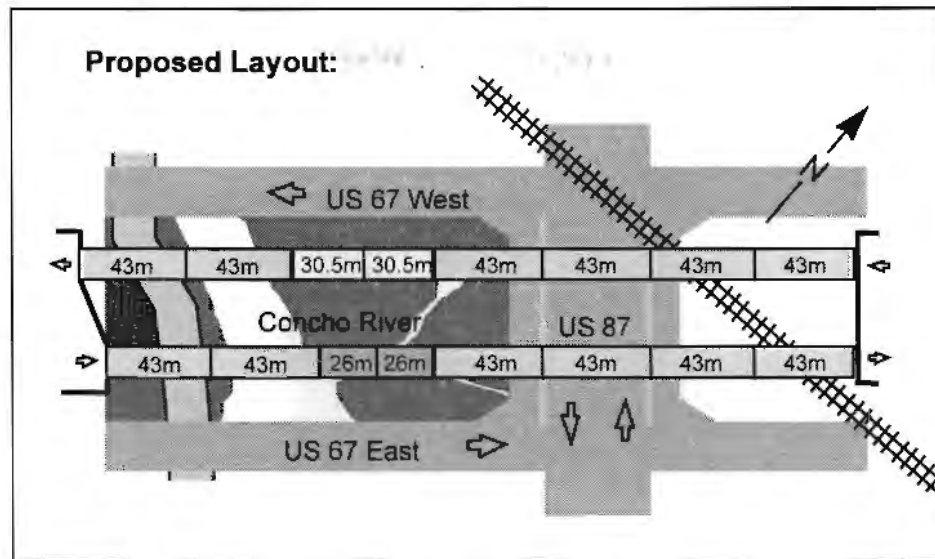 Proposed Layout:
N
US 67 West
43m 43m 30.5m 30.5m 43m 43m 43m 43m
Concho River US 87
43m 43m 26m 26m 43m 43m 43m 43m
US 67 East